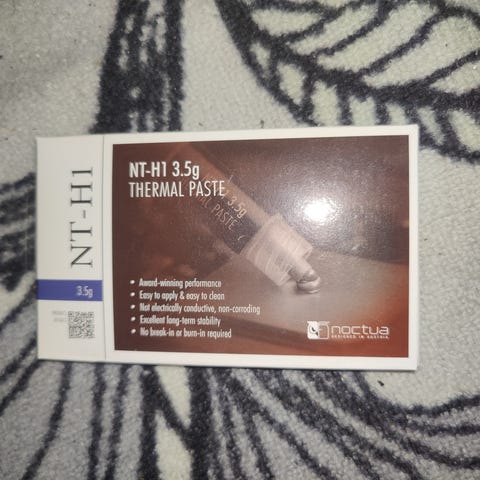 NT-H1
3.5g
NT-H1 3.5g
THERMAL PASTE
3.5g
PASTE
• Award-winning performance
• Easy to apply & easy to clean
• Not electrically conductive, non-corroding
• Excellent long-term stability
• No break-in or burn-in required
noctua
DESIGNED IN AUSTRIA